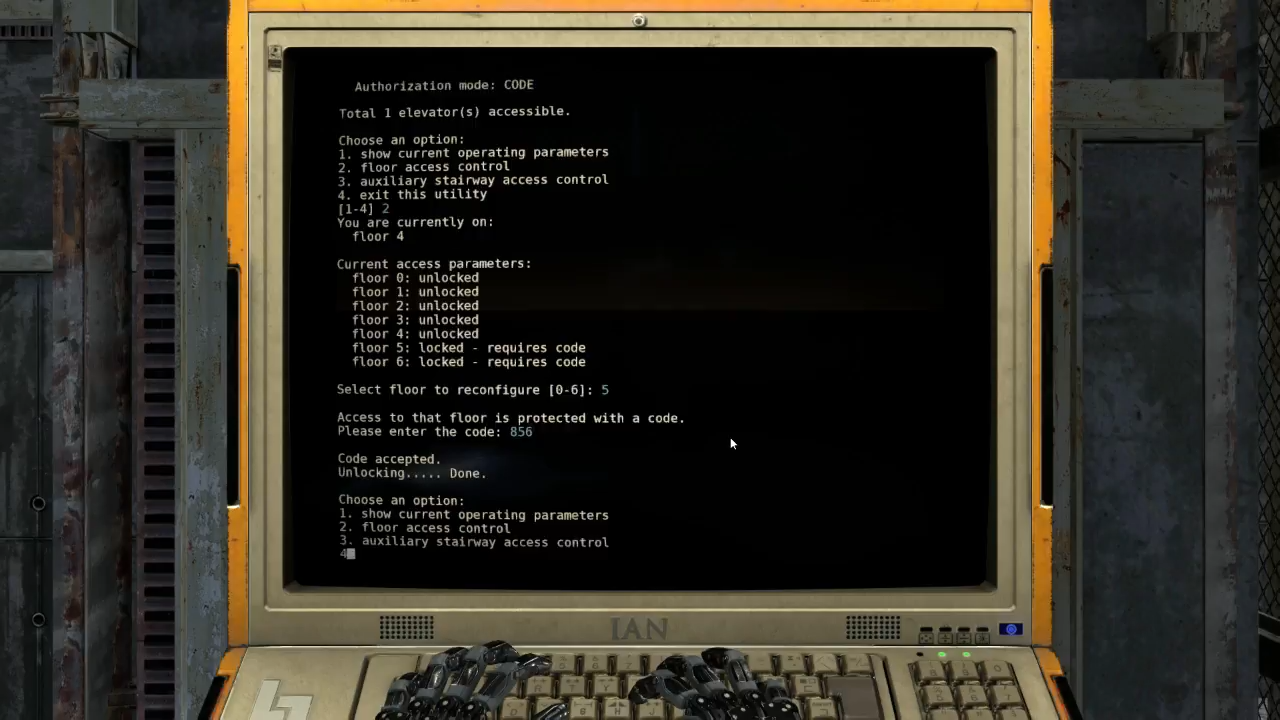 Authorization mode: CODE
Total 1 elevator(s) accessible.
Choose an option:
1. show current operating parameters
2. floor access control
3. auxiliary stairway access control
4. exit this utility
[1-4] 2
You are currently on:
floor 4
Current access parameters:
floor 0: unlocked
floor 1: unlocked
floor 2: unlocked
floor 3: unlocked
floor 4: unlocked
floor 5: locked - requires code
floor 6: locked - requires code
Select floor to reconfigure [0-6]: 5
Access to that floor is protected with a code.
Please enter the code: 856
Code accepted.
Unlocking..... Done.
Choose an option:
1. show current operating parameters
2. floor access control
3. auxiliary stairway access control
4
IAN